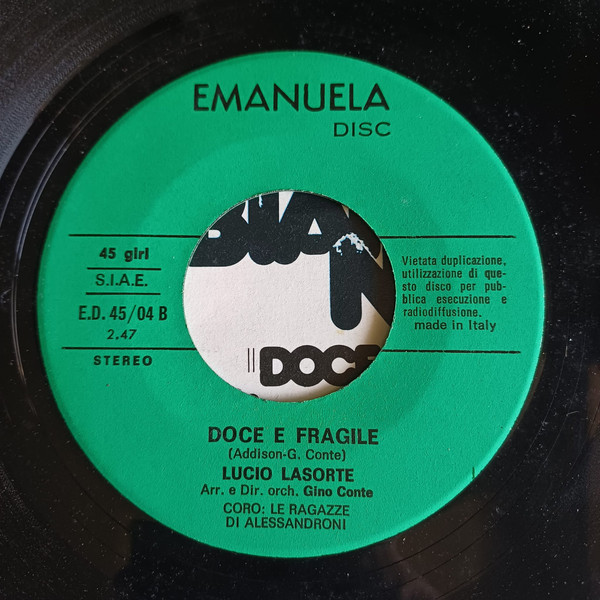 EMANUELA
DISC
45 giri
S.I.A.E.
E.D. 45/04 B
2,47
STEREO
Vietata duplicazione,
utilizzazione di que-
sto disco per pub-
blica esecuzione e
radiodiffusione.
made in Italy
DOCE
DOCE E FRAGILE
(Addison-G. Conte)
LUCIO LASORTE
Arr. e Dir. orch. Gino Conte
CORO: LE RAGAZZE
DI ALESSANDRONI